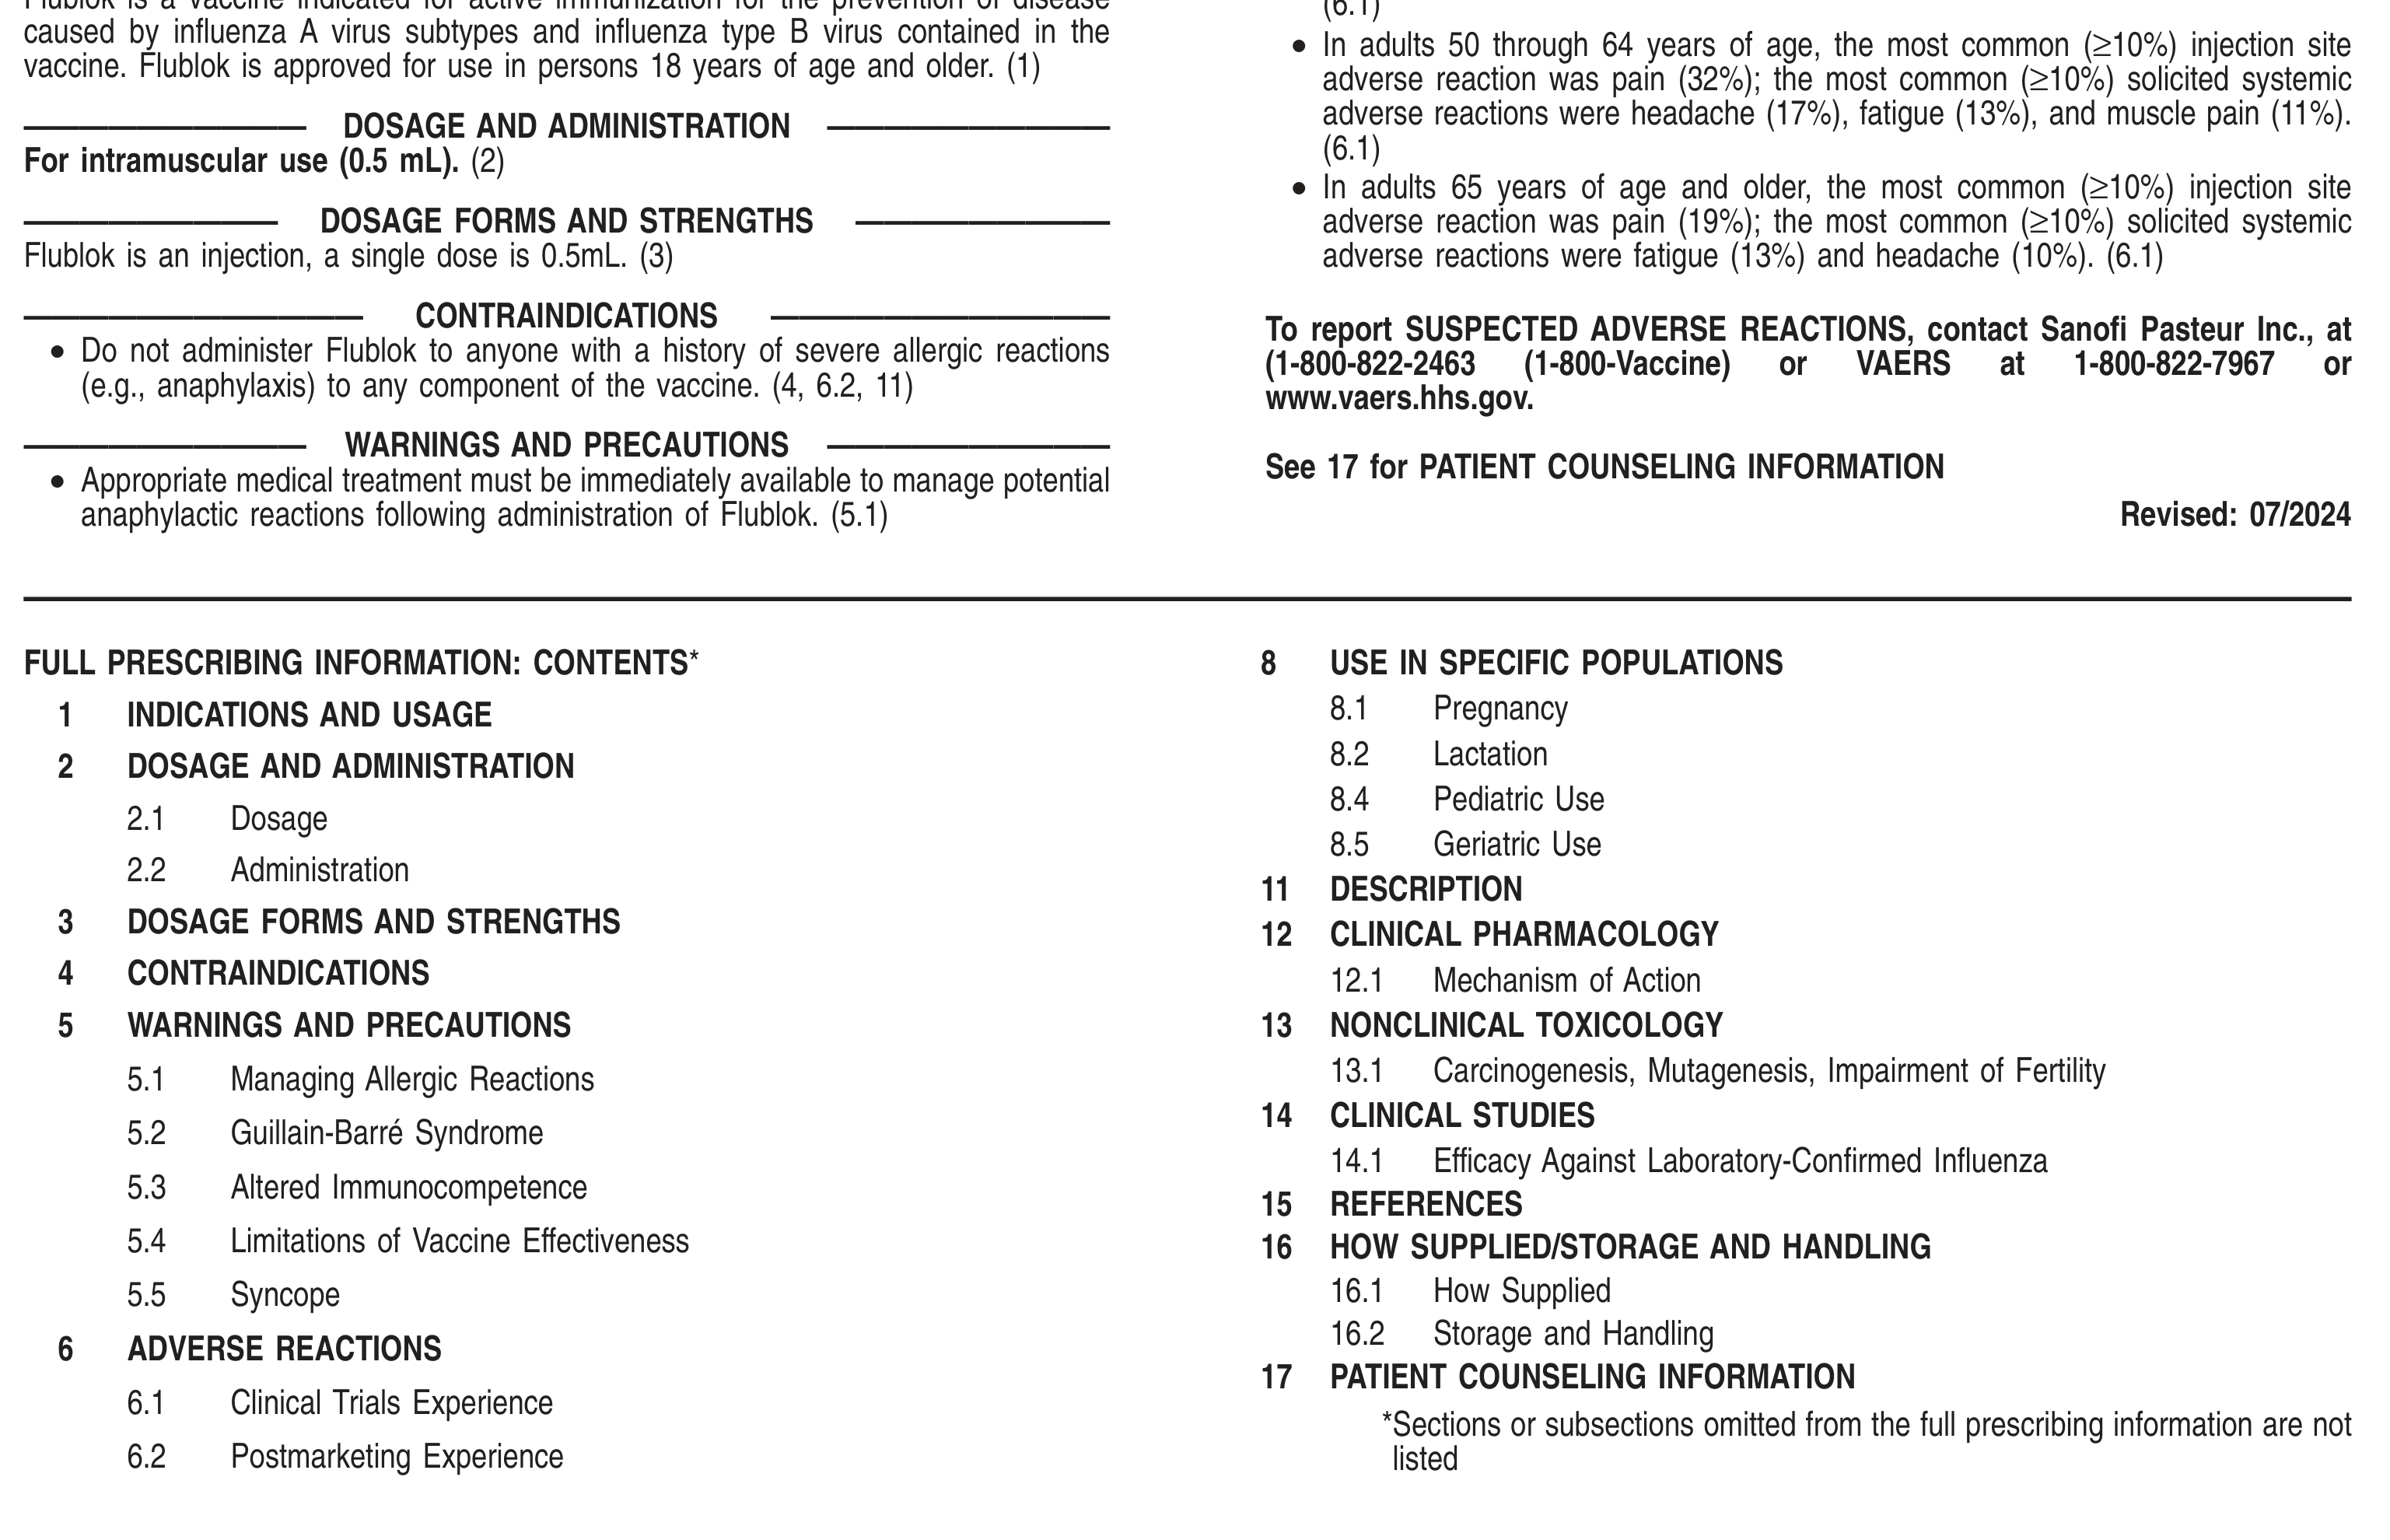 Flublok is a vaccine indicated for active immunization for the prevention of disease
caused by influenza A virus subtypes and influenza type B virus contained in the
vaccine. Flublok is approved for use in persons 18 years of age and older. (1)
DOSAGE AND ADMINISTRATION
For intramuscular use (0.5 mL). (2)
DOSAGE FORMS AND STRENGTHS
Flublok is an injection, a single dose is 0.5mL. (3)
CONTRAINDICATIONS
• Do not administer Flublok to anyone with a history of severe allergic reactions
(e.g., anaphylaxis) to any component of the vaccine. (4, 6.2, 11)
WARNINGS AND PRECAUTIONS
• Appropriate medical treatment must be immediately available to manage potential
anaphylactic reactions following administration of Flublok. (5.1)
(6.1)
• In adults 50 through 64 years of age, the most common (≥10%) injection site
adverse reaction was pain (32%); the most common (≥10%) solicited systemic
adverse reactions were headache (17%), fatigue (13%), and muscle pain (11%).
(6.1)
• In adults 65 years of age and older, the most common (≥10%) injection site
adverse reaction was pain (19%); the most common (≥10%) solicited systemic
adverse reactions were fatigue (13%) and headache (10%). (6.1)
To report SUSPECTED ADVERSE REACTIONS, contact Sanofi Pasteur Inc., at
(1-800-822-2463 (1-800-Vaccine) or VAERS at 1-800-822-7967 or
www.vaers.hhs.gov.
See 17 for PATIENT COUNSELING INFORMATION
Revised: 07/2024
FULL PRESCRIBING INFORMATION: CONTENTS*
1 INDICATIONS AND USAGE
2 DOSAGE AND ADMINISTRATION
2.1 Dosage
2.2 Administration
3 DOSAGE FORMS AND STRENGTHS
4 CONTRAINDICATIONS
5 WARNINGS AND PRECAUTIONS
5.1 Managing Allergic Reactions
5.2 Guillain-Barré Syndrome
5.3 Altered Immunocompetence
5.4 Limitations of Vaccine Effectiveness
5.5 Syncope
6 ADVERSE REACTIONS
6.1 Clinical Trials Experience
6.2 Postmarketing Experience
8 USE IN SPECIFIC POPULATIONS
8.1 Pregnancy
8.2 Lactation
8.4 Pediatric Use
8.5 Geriatric Use
11 DESCRIPTION
12 CLINICAL PHARMACOLOGY
12.1 Mechanism of Action
13 NONCLINICAL TOXICOLOGY
13.1 Carcinogenesis, Mutagenesis, Impairment of Fertility
14 CLINICAL STUDIES
14.1 Efficacy Against Laboratory-Confirmed Influenza
15 REFERENCES
16 HOW SUPPLIED/STORAGE AND HANDLING
16.1 How Supplied
16.2 Storage and Handling
17 PATIENT COUNSELING INFORMATION
*Sections or subsections omitted from the full prescribing information are not
listed